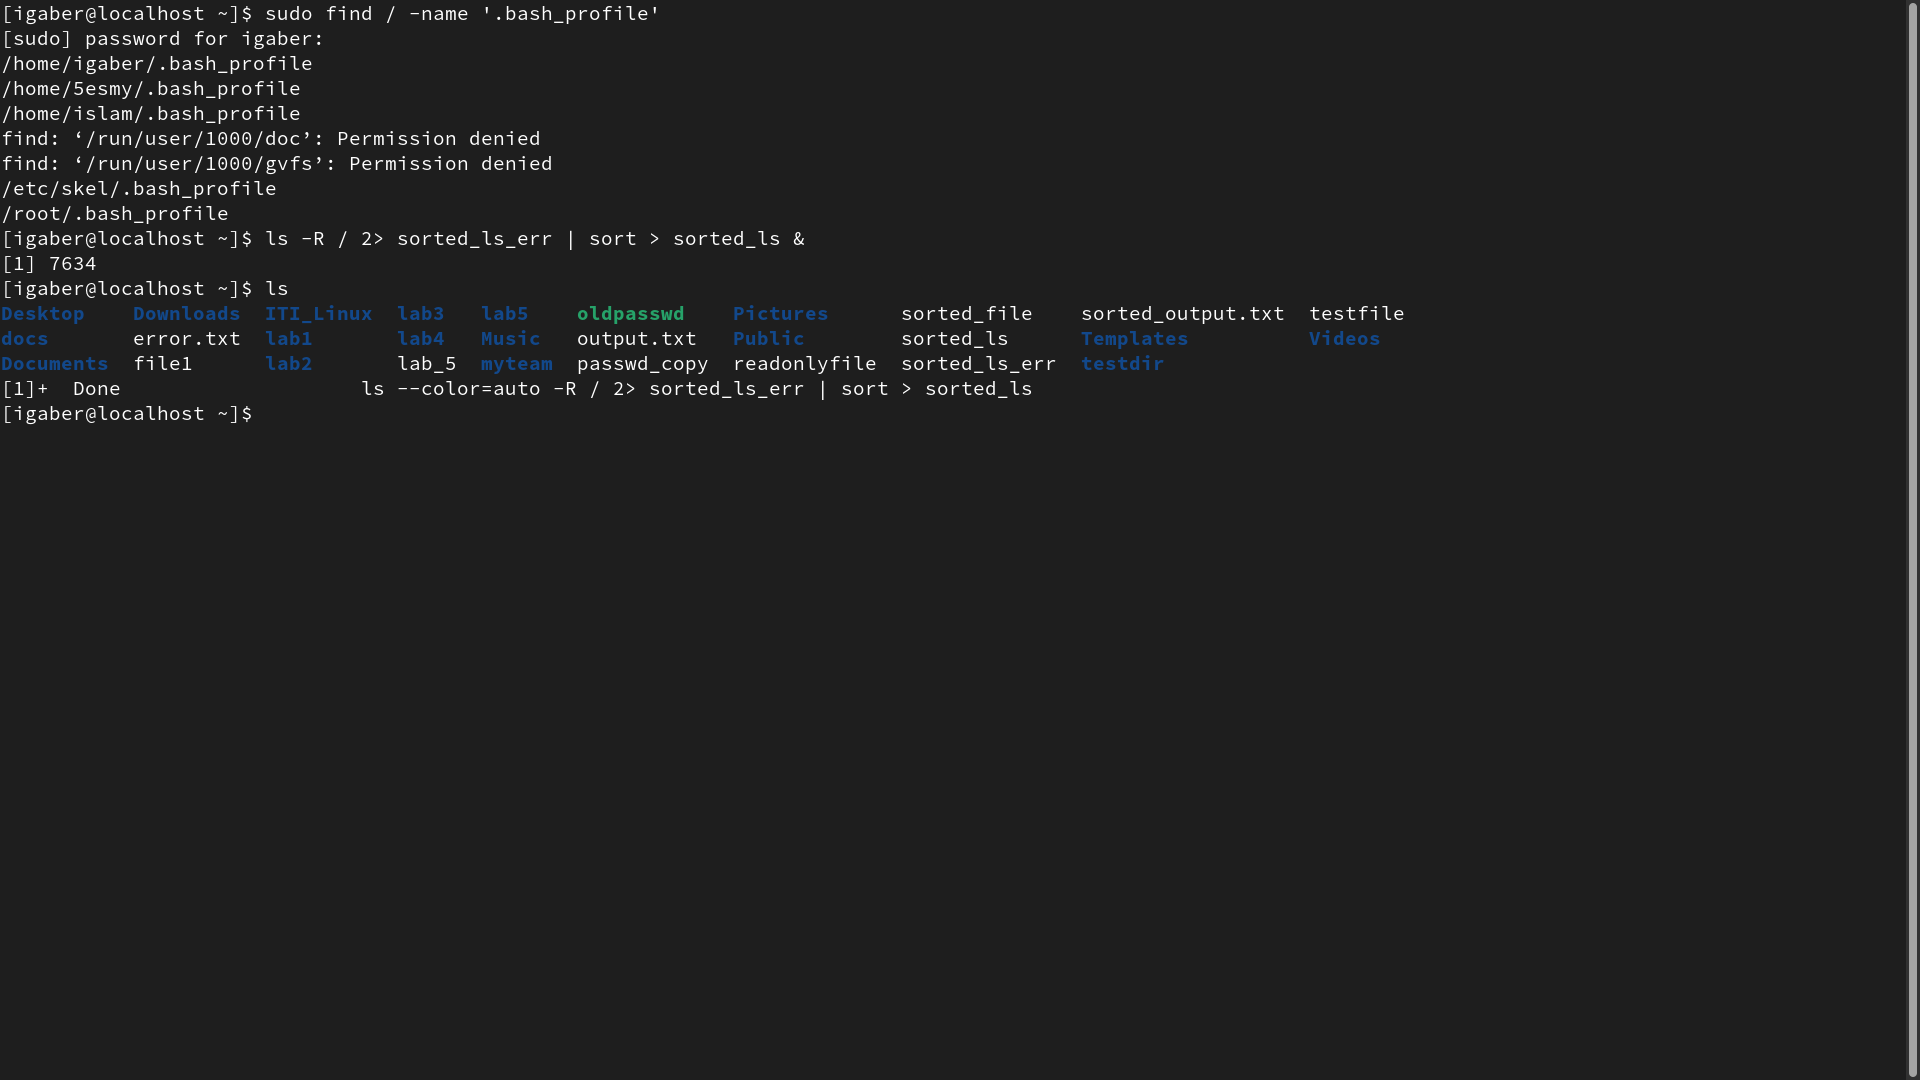 [igaber@localhost ~]$ sudo find / -name '.bash_profile'
[sudo] password for igaber:
/home/igaber/.bash_profile
/home/5esmy/.bash_profile
/home/islam/.bash_profile
find: ‘/run/user/1000/doc’: Permission denied
find: ‘/run/user/1000/gvfs’: Permission denied
/etc/skel/.bash_profile
/root/.bash_profile
[igaber@localhost ~]$ ls -R / 2> sorted_ls_err | sort > sorted_ls &
[1] 7634
[igaber@localhost ~]$ ls
Desktop    Downloads  ITI_Linux  lab3   lab5    oldpasswd    Pictures      sorted_file    sorted_output.txt  testfile
docs       error.txt  lab1       lab4   Music   output.txt   Public        sorted_ls      Templates          Videos
Documents  file1      lab2       lab_5  myteam  passwd_copy  readonlyfile  sorted_ls_err  testdir
[1]+  Done                    ls --color=auto -R / 2> sorted_ls_err | sort > sorted_ls
[igaber@localhost ~]$